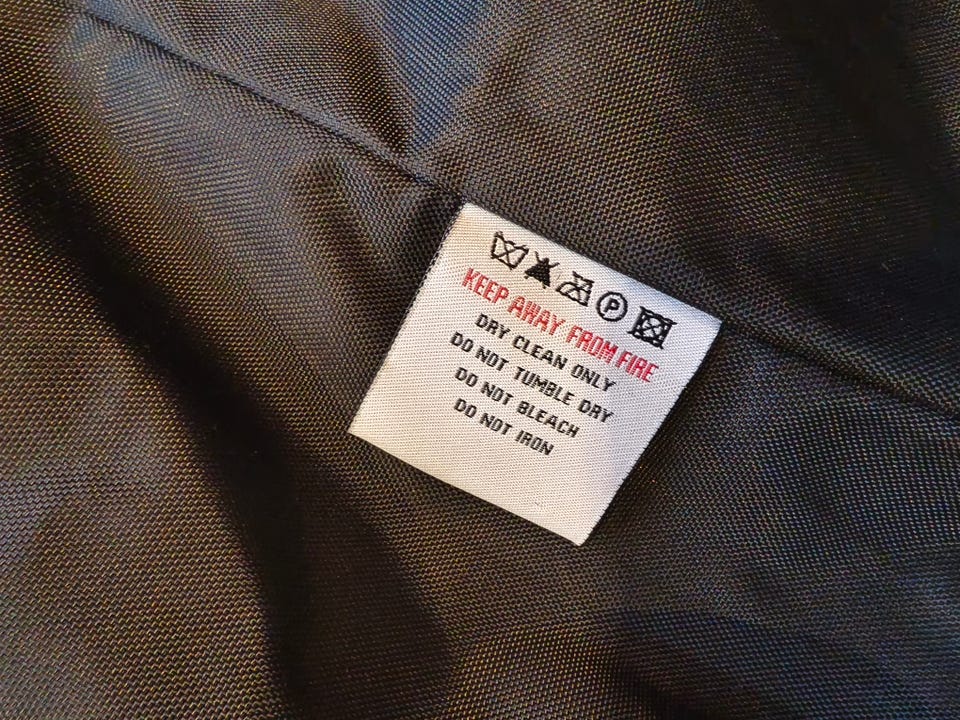 P
KEEP AWAY FROM FIRE
DRY CLEAN ONLY
DO NOT TUMBLE DRY
DO NOT BLEACH
DO NOT IRON